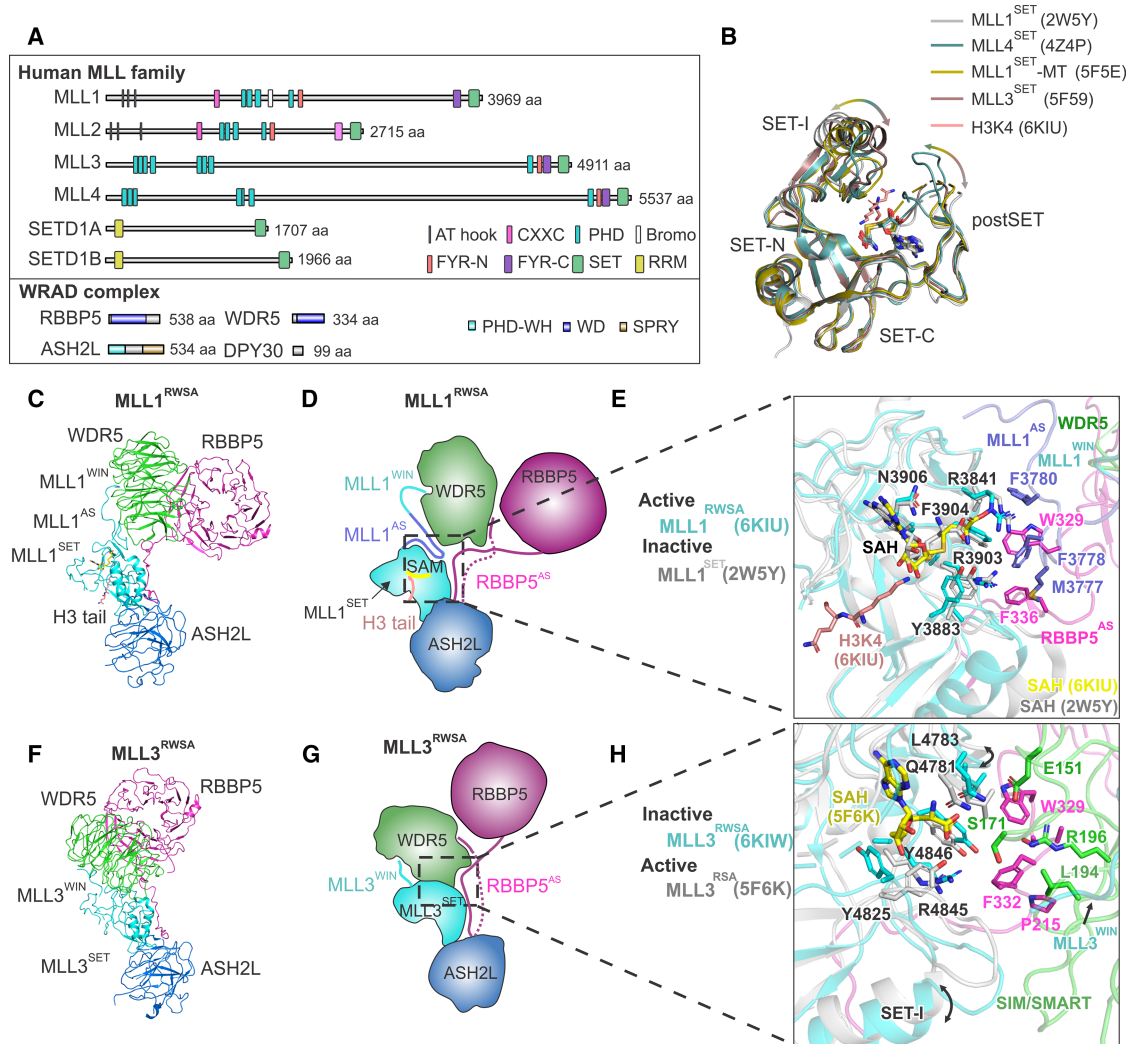 A
Human MLL family
MLL1
3969 aa
MLL2
2715 aa
MLL3
4911 aa
MLL4
5537 aa
SETD1A
1707 aa
SETD1B
1966 aa
AT hook CXXC PHD Bromo
FYR-N FYR-C SET RRM
WRAD complex
RBBP5 538 aa WDR5 334 aa
ASH2L 534 aa DPY30 99 aa
PHD-WH WD SPRY
B
MLL1SET (2W5Y)
MLL4SET (4Z4P)
MLL1SET-MT (5F5E)
MLL3SET (5F59)
H3K4 (6KIU)
SET-I
postSET
SET-N
SET-C
C
MLL1RWSA
WDR5
RBBP5
MLL1WIN
MLL1AS
MLL1SET
H3 tail
ASH2L
D
MLL1RWSA
MLL1WIN
WDR5
RBBP5
MLL1AS
SAM
RBBP5AS
MLL1SET
H3 tail
ASH2L
E
Active
MLL1RWSA (6KIU)
Inactive
MLL1SET (2W5Y)
MLL1AS
WDR5
MLL1WIN
N3906
R3841
F3780
F3904
W329
SAH
R3903
F3778
M3777
H3K4
(6KIU)
Y3883
F336
RBBP5AS
SAH (6KIU)
SAH (2W5Y)
F
MLL3RWSA
WDR5
RBBP5
MLL3WIN
MLL3SET
ASH2L
G
MLL3RWSA
RBBP5
WDR5
MLL3WIN
RBBP5AS
MLL3SET
ASH2L
H
Inactive
MLL3RWSA (6KIW)
Active
MLL3RSA (5F6K)
L4783
Q4781
E151
SAH
(5F6K)
W329
S171
R196
Y4846
L194
F332
Y4825
R4845
P215
MLL3WIN
SET-I
SIM/SMART